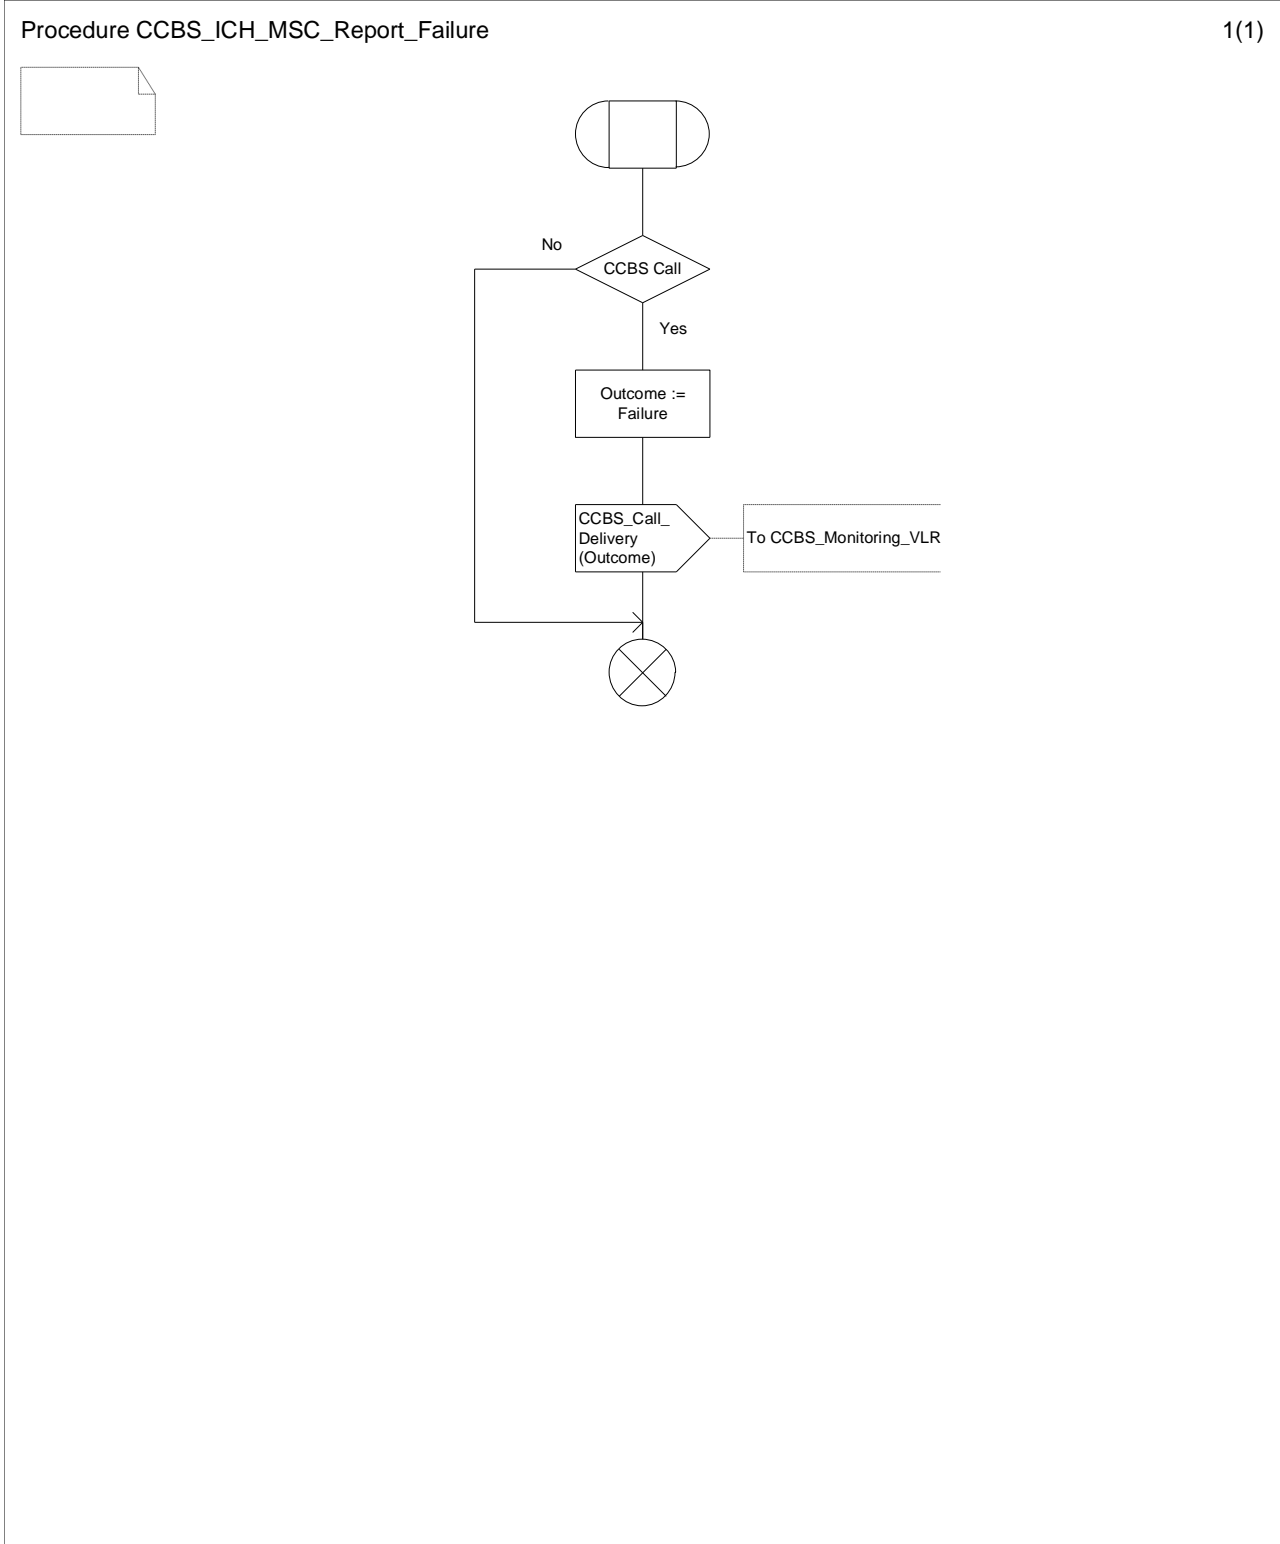 Procedure CCBS_ICH_MSC_Report_Failure
1(1)
No
CCBS Call
Yes
Outcome :=
Failure
CCBS_Call_
Delivery
(Outcome)
To CCBS_Monitoring_VLR